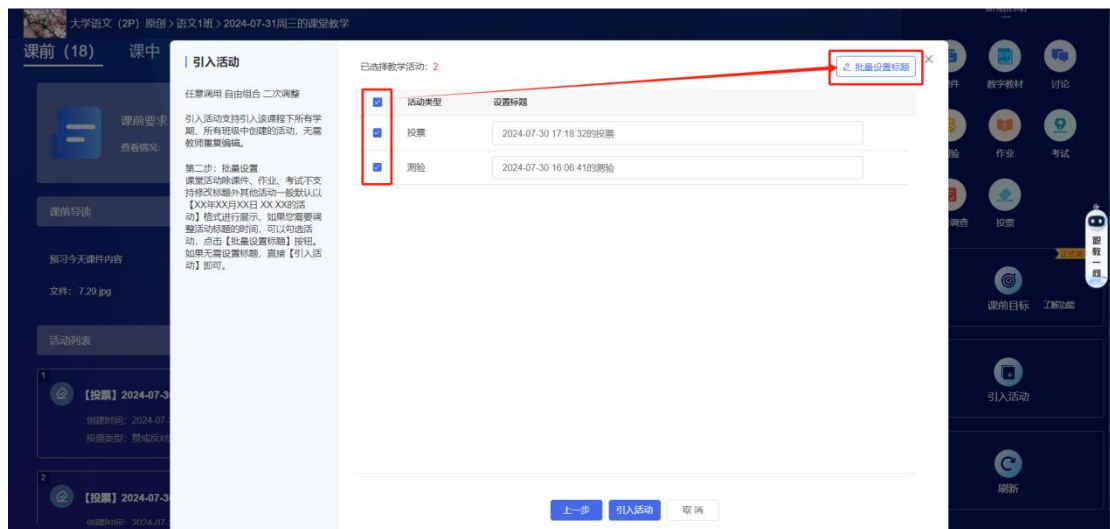 大学语文（2P）原创>语文1班>2024-07-31周三的课堂教学
课前（18） 课中
课前要求
查看情况:
课前导读
预习今天课件内容
文件: 7.29.jpg
活动列表
1
【投票】2024-07-3
创建时间: 2024-07-
投票类型: 赞成反对
2
【投票】2024-07-3
创建时间: 2024-07-
引入活动
任意调用 自由组合 二次调整
引入活动支持引入该课程下所有学
期、所有班级中创建的活动，无需
教师重复编辑。
第二步：批量设置
课堂活动除课件、作业、考试不支
持修改标题外其他活动一般默认以
【XX年XX月XX日 XX:XX的活
动】格式进行展示，如果您需要调
整活动标题的时间，可以勾选活
动，点击【批量设置标题】按钮。
如果无需设置标题，直接【引入活
动】即可。
已选择教学活动: 2
批量设置标题
活动类型 设置标题
投票 2024-07-30 17:18:32的投票
测验 2024-07-30 16:06:41的测验
上一步 引入活动 取消
件 数字教材 讨论
验 作业 考试
调查 投票
课前目标 了解功能
引入活动
刷新
职教一问